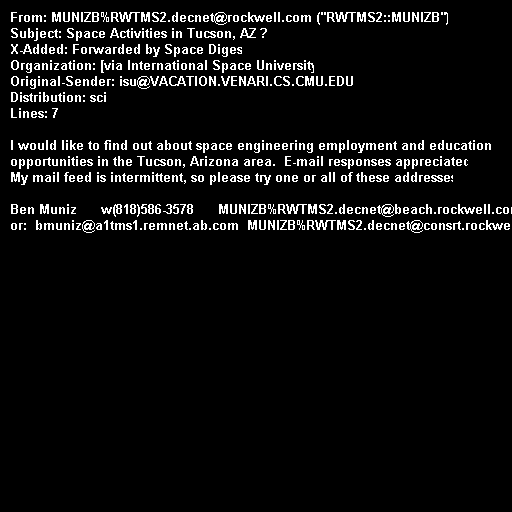 From: MUNIZB%RWTMS2.decnet@rockwell.com ("RWTMS2::MUNIZB")
Subject: Space Activities in Tucson, AZ ?
X-Added: Forwarded by Space Diges
Organization: [via International Space University
Original-Sender: isu@VACATION.VENARI.CS.CMU.EDU
Distribution: sci
Lines: 7

I would like to find out about space engineering employment and education
opportunities in the Tucson, Arizona area.  E-mail responses appreciated
My mail feed is intermittent, so please try one or all of these addresses

Ben Muniz      w(818)586-3578      MUNIZB%RWTMS2.decnet@beach.rockwell.com
or:  bmuniz@a1tms1.remnet.ab.com  MUNIZB%RWTMS2.decnet@consrt.rockwe